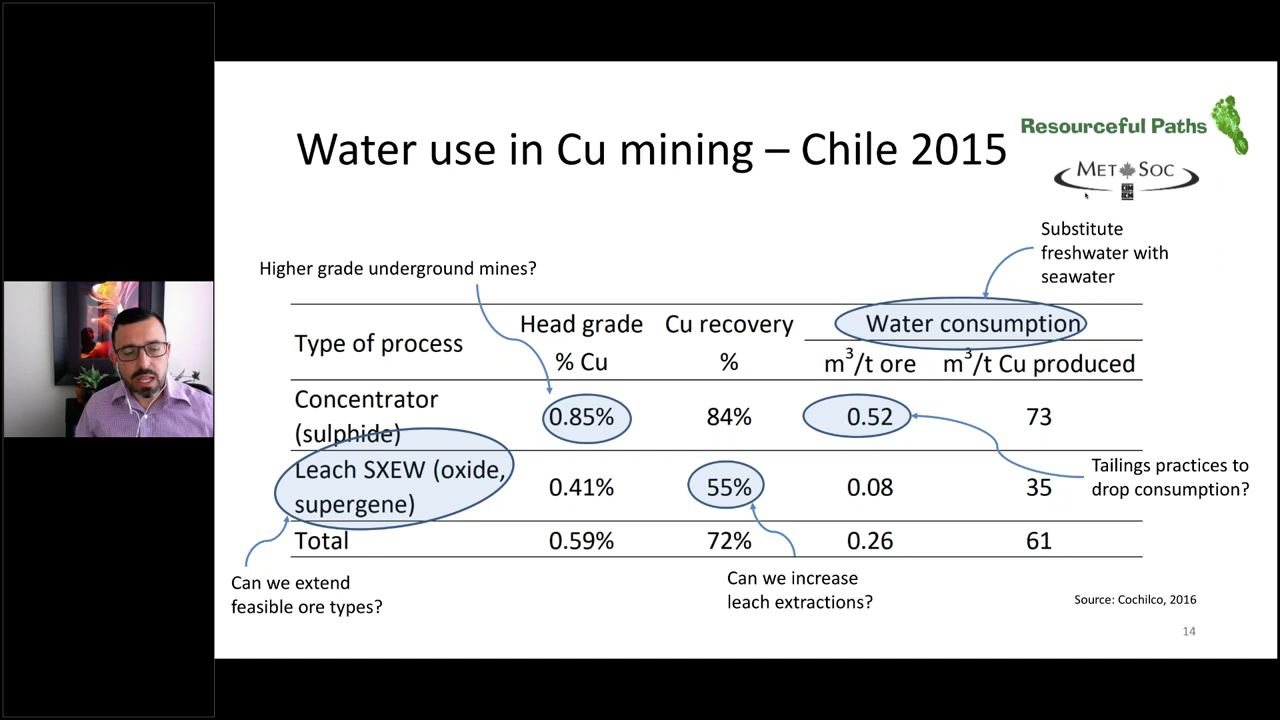 Water use in Cu mining – Chile 2015
Resourceful Paths
MET SOC
CIM
ICM
Substitute
freshwater with
seawater
Higher grade underground mines?
Type of process
Head grade
% Cu
Cu recovery
%
Water consumption
m³/t ore
m³/t Cu produced
Concentrator
(sulphide)
0.85%
84%
0.52
73
Leach SXEW (oxide,
supergene)
0.41%
55%
0.08
35
Total
0.59%
72%
0.26
61
Tailings practices to
drop consumption?
Can we extend
feasible ore types?
Can we increase
leach extractions?
Source: Cochilco, 2016
14